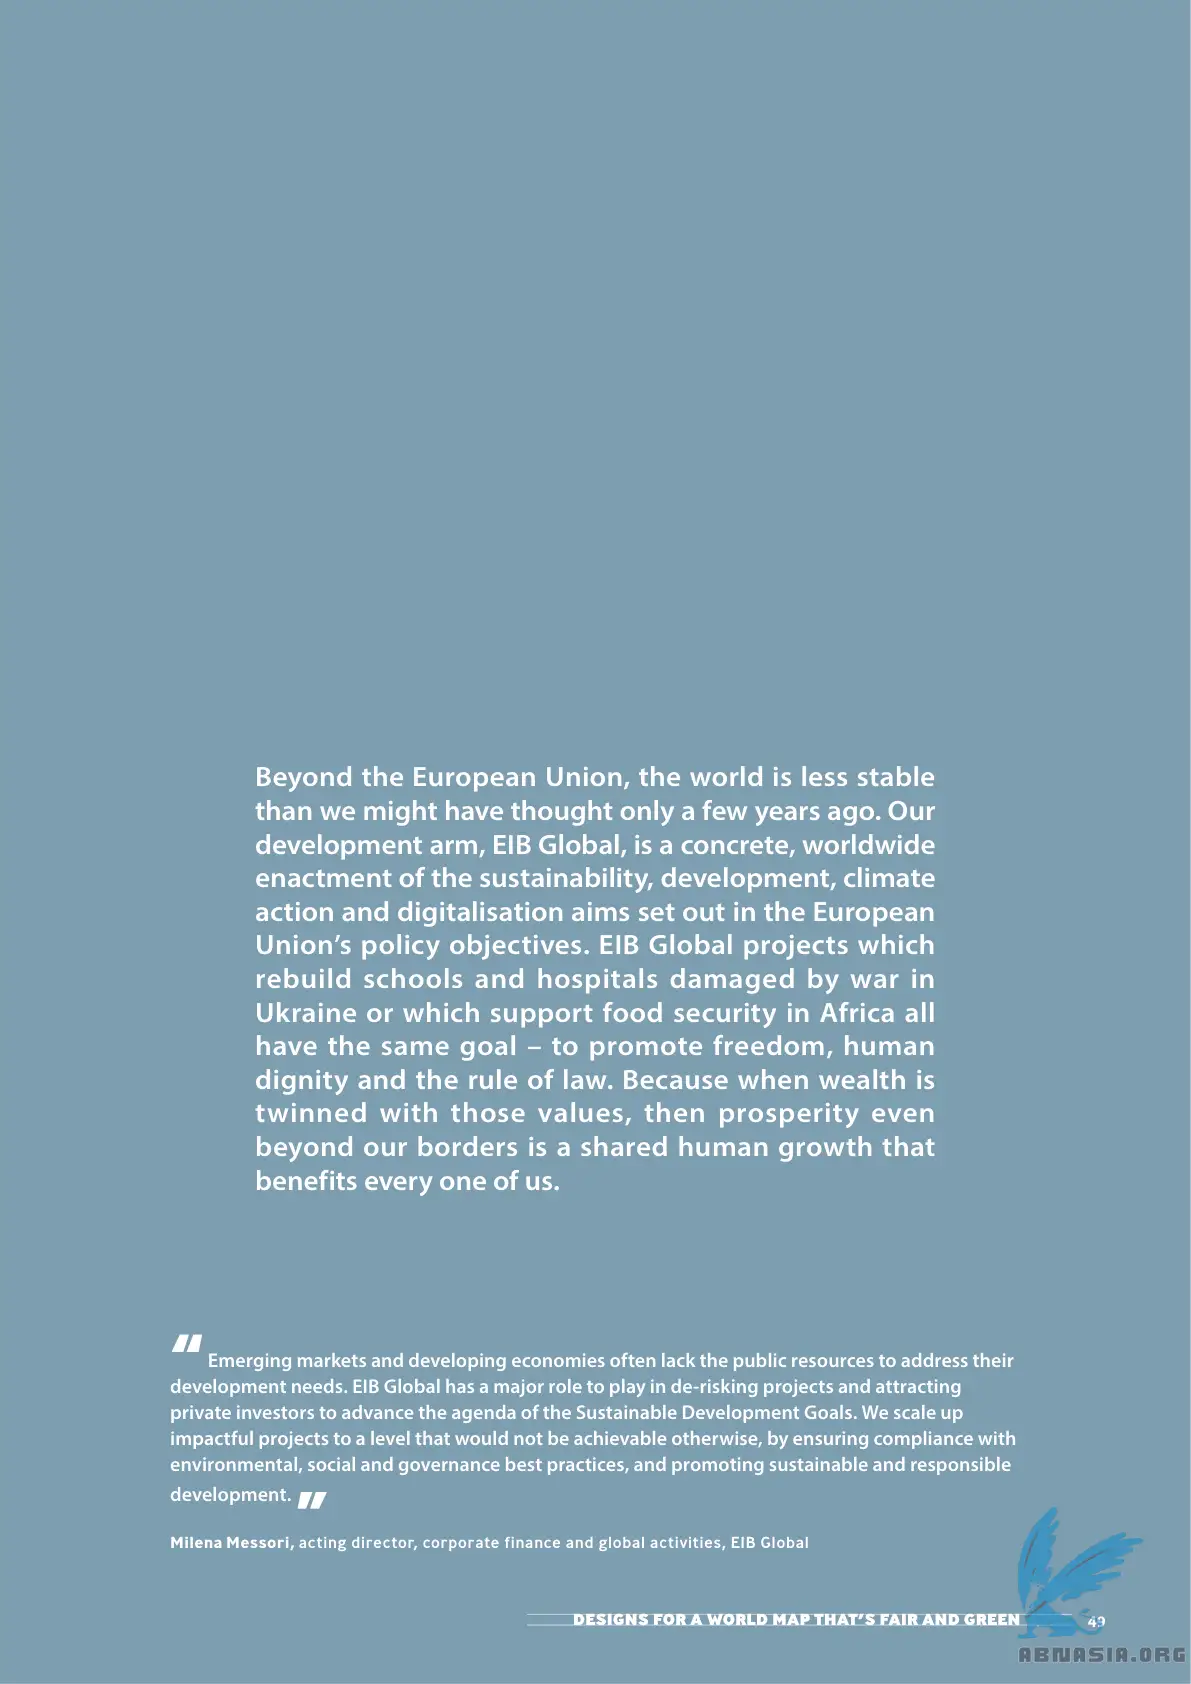 Beyond the European Union, the world is less stable
than we might have thought only a few years ago. Our
development arm, EIB Global, is a concrete, worldwide
enactment of the sustainability, development, climate
action and digitalisation aims set out in the European
Union’s policy objectives. EIB Global projects which
rebuild schools and hospitals damaged by war in
Ukraine or which support food security in Africa all
have the same goal – to promote freedom, human
dignity and the rule of law. Because when wealth is
twinned with those values, then prosperity even
beyond our borders is a shared human growth that
benefits every one of us.
" Emerging markets and developing economies often lack the public resources to address their
development needs. EIB Global has a major role to play in de-risking projects and attracting
private investors to advance the agenda of the Sustainable Development Goals. We scale up
impactful projects to a level that would not be achievable otherwise, by ensuring compliance with
environmental, social and governance best practices, and promoting sustainable and responsible
development. "
Milena Messori, acting director, corporate finance and global activities, EIB Global
DESIGNS FOR A WORLD MAP THAT’S FAIR AND GREEN 49
ABNASIA.ORG